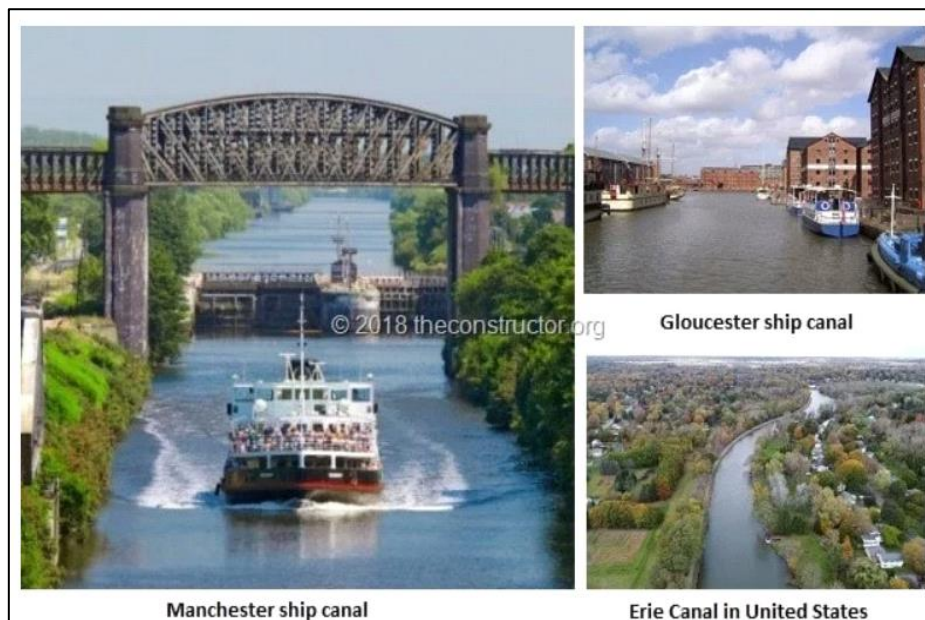 © 2018 theconstructor.org
Gloucester ship canal
Manchester ship canal
Erie Canal in United States